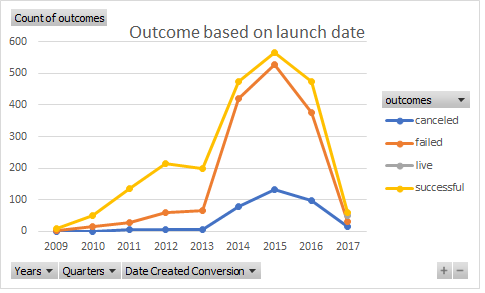 Count of outcomes
Outcome based on launch date
600
500
400
300
200
100
0
2009 2010 2011 2012 2013 2014 2015 2016 2017
outcomes
canceled
failed
live
successful
Years Quarters Date Created Conversion
+ −